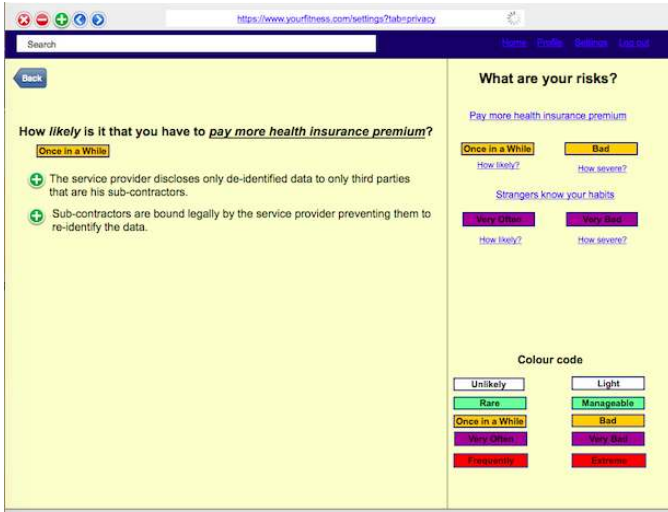 https://www.yourfitness.com/settings?tab=privacy
Search
Home Profile Settings Log out
Back
How likely is it that you have to pay more health insurance premium?
Once in a While
The service provider discloses only de-identified data to only third parties
that are his sub-contractors.
Sub-contractors are bound legally by the service provider preventing them to
re-identify the data.
What are your risks?
Pay more health insurance premium
Once in a While Bad
How likely? How severe?
Strangers know your habits
Very Often Very Bad
How likely? How severe?
Colour code
Unlikely Light
Rare Manageable
Once in a While Bad
Very Often Very Bad
Frequently Extreme